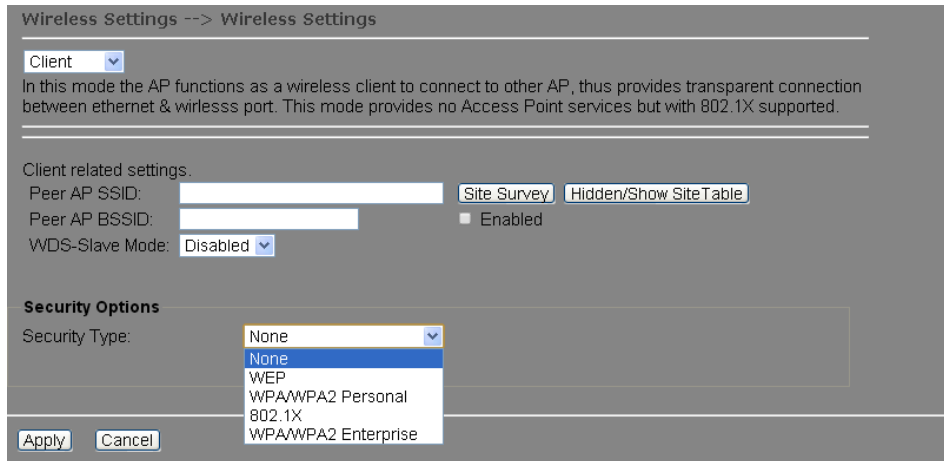 Wireless Settings --> Wireless Settings
Client
In this mode the AP functions as a wireless client to connect to other AP, thus provides transparent connection
between ethernet & wirlesss port. This mode provides no Access Point services but with 802.1X supported.
Client related settings.
Peer AP SSID: Site Survey Hidden/Show SiteTable
Peer AP BSSID: Enabled
WDS-Slave Mode: Disabled
Security Options
Security Type: None
None
WEP
WPA/WPA2 Personal
802.1X
WPA/WPA2 Enterprise
Apply Cancel